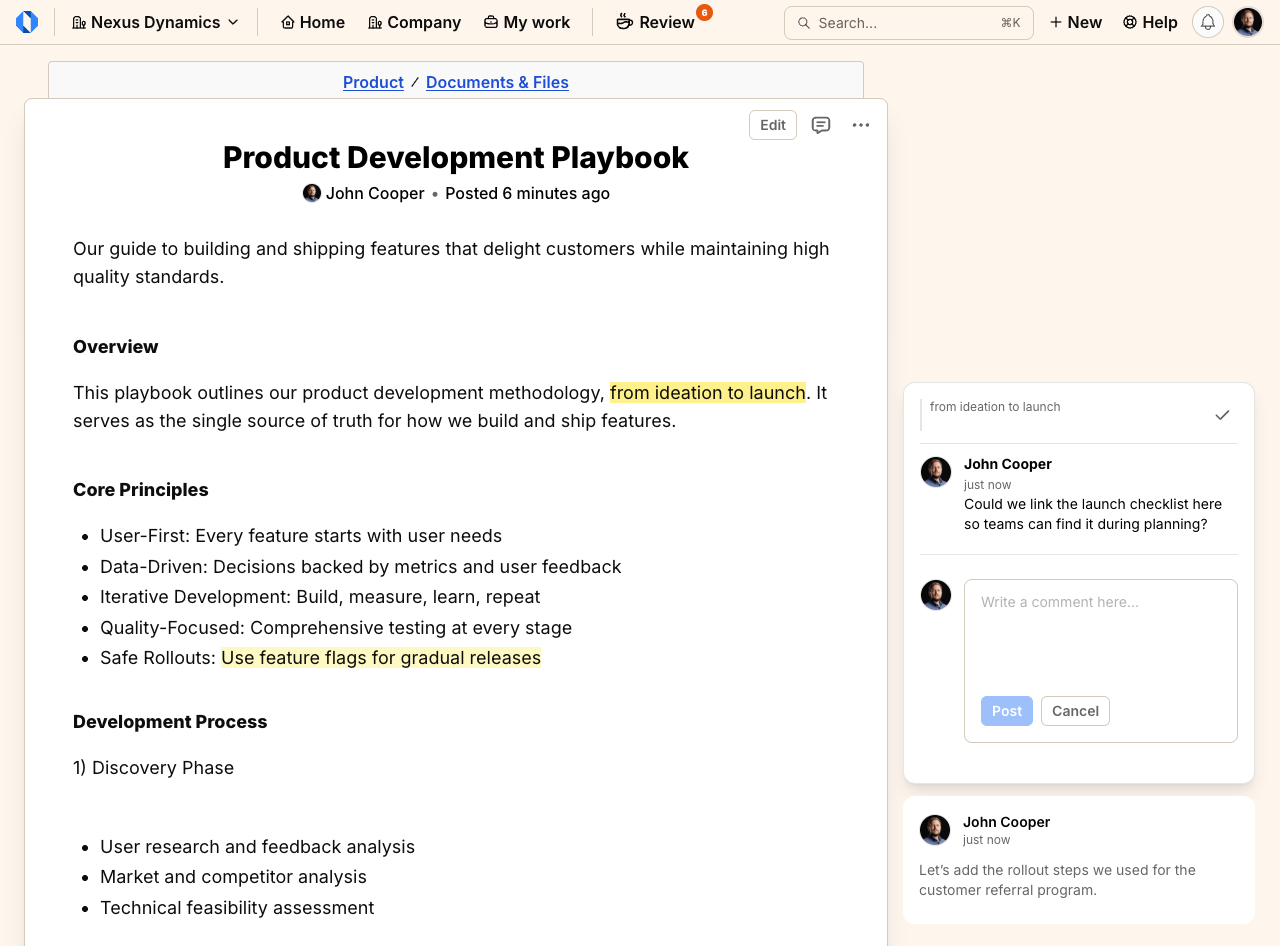 Nexus Dynamics
Home
Company
My work
Review
6
Search...
⌘K
+ New
Help
Product / Documents & Files
Edit
Product Development Playbook
John Cooper • Posted 6 minutes ago
Our guide to building and shipping features that delight customers while maintaining high
quality standards.
Overview
This playbook outlines our product development methodology, from ideation to launch. It
serves as the single source of truth for how we build and ship features.
Core Principles
• User-First: Every feature starts with user needs
• Data-Driven: Decisions backed by metrics and user feedback
• Iterative Development: Build, measure, learn, repeat
• Quality-Focused: Comprehensive testing at every stage
• Safe Rollouts: Use feature flags for gradual releases
Development Process
1) Discovery Phase
• User research and feedback analysis
• Market and competitor analysis
• Technical feasibility assessment
from ideation to launch
John Cooper
just now
Could we link the launch checklist here
so teams can find it during planning?
Write a comment here...
Post
Cancel
John Cooper
just now
Let’s add the rollout steps we used for the
customer referral program.